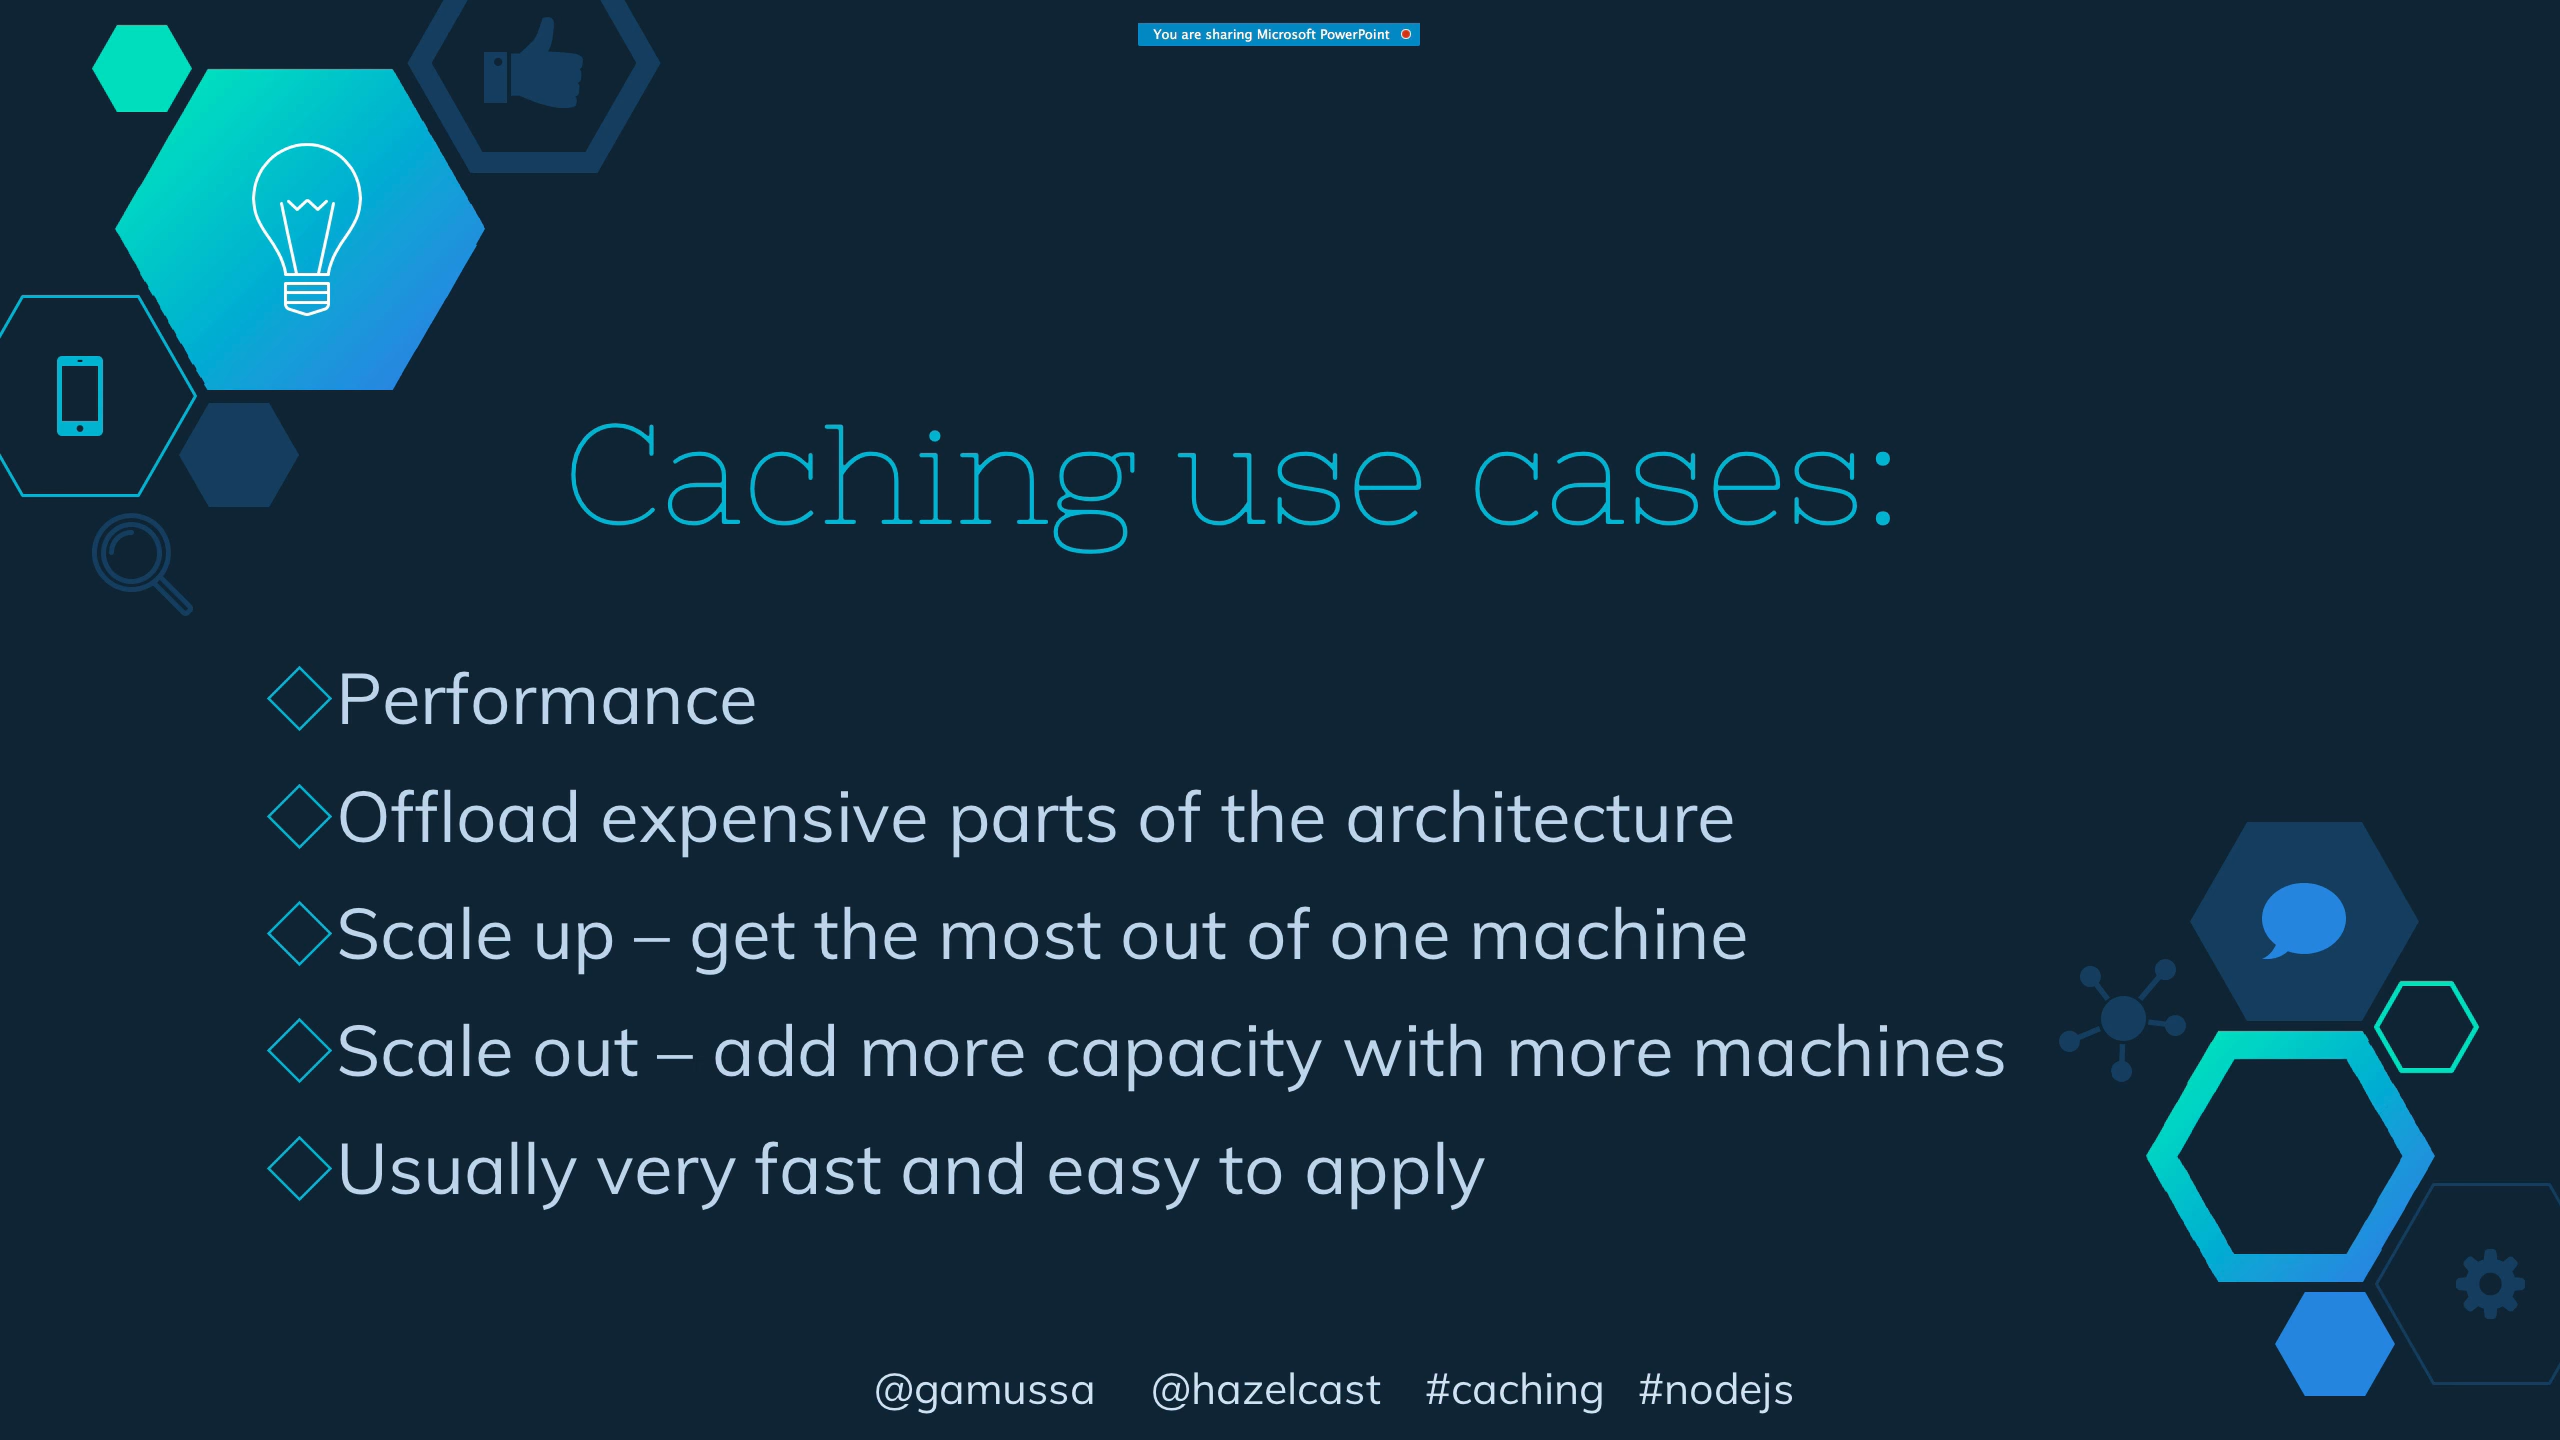 You are sharing Microsoft PowerPoint
Caching use cases:
Performance
Offload expensive parts of the architecture
Scale up – get the most out of one machine
Scale out – add more capacity with more machines
Usually very fast and easy to apply
@gamussa @hazelcast #caching #nodejs